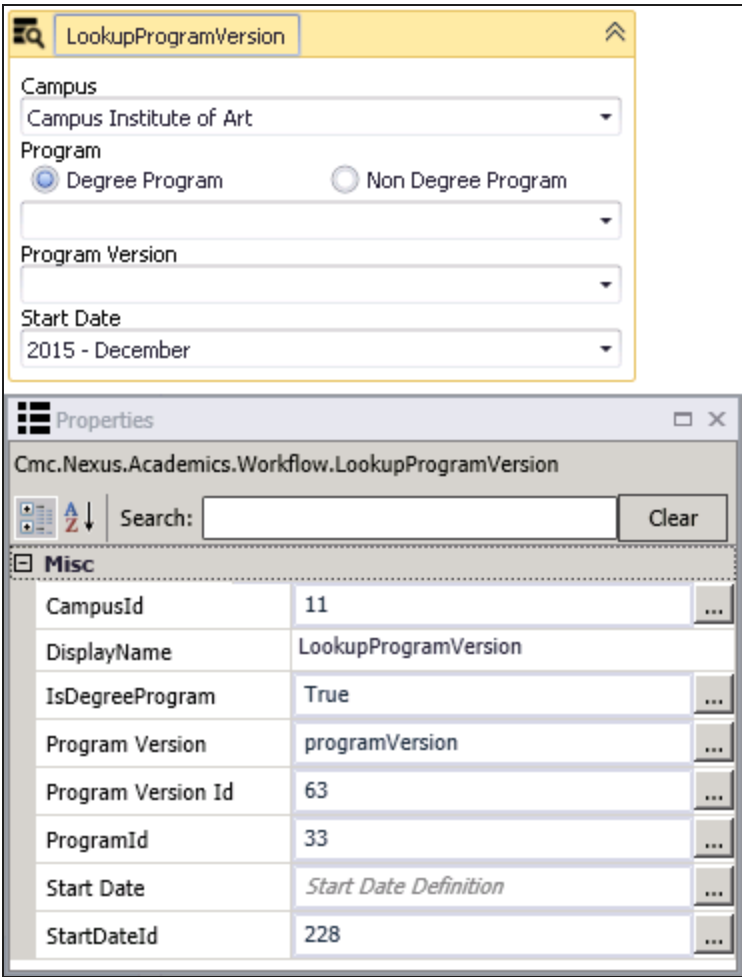 LookupProgramVersion
Campus
Campus Institute of Art
Program
Degree Program Non Degree Program
Program Version
Start Date
2015 - December
Properties
Cmc.Nexus.Academics.Workflow.LookupProgramVersion
A Z Search: Clear
Misc
CampusId 11 ...
DisplayName LookupProgramVersion
IsDegreeProgram True ...
Program Version programVersion ...
Program Version Id 63 ...
ProgramId 33 ...
Start Date Start Date Definition ...
StartDateId 228 ...